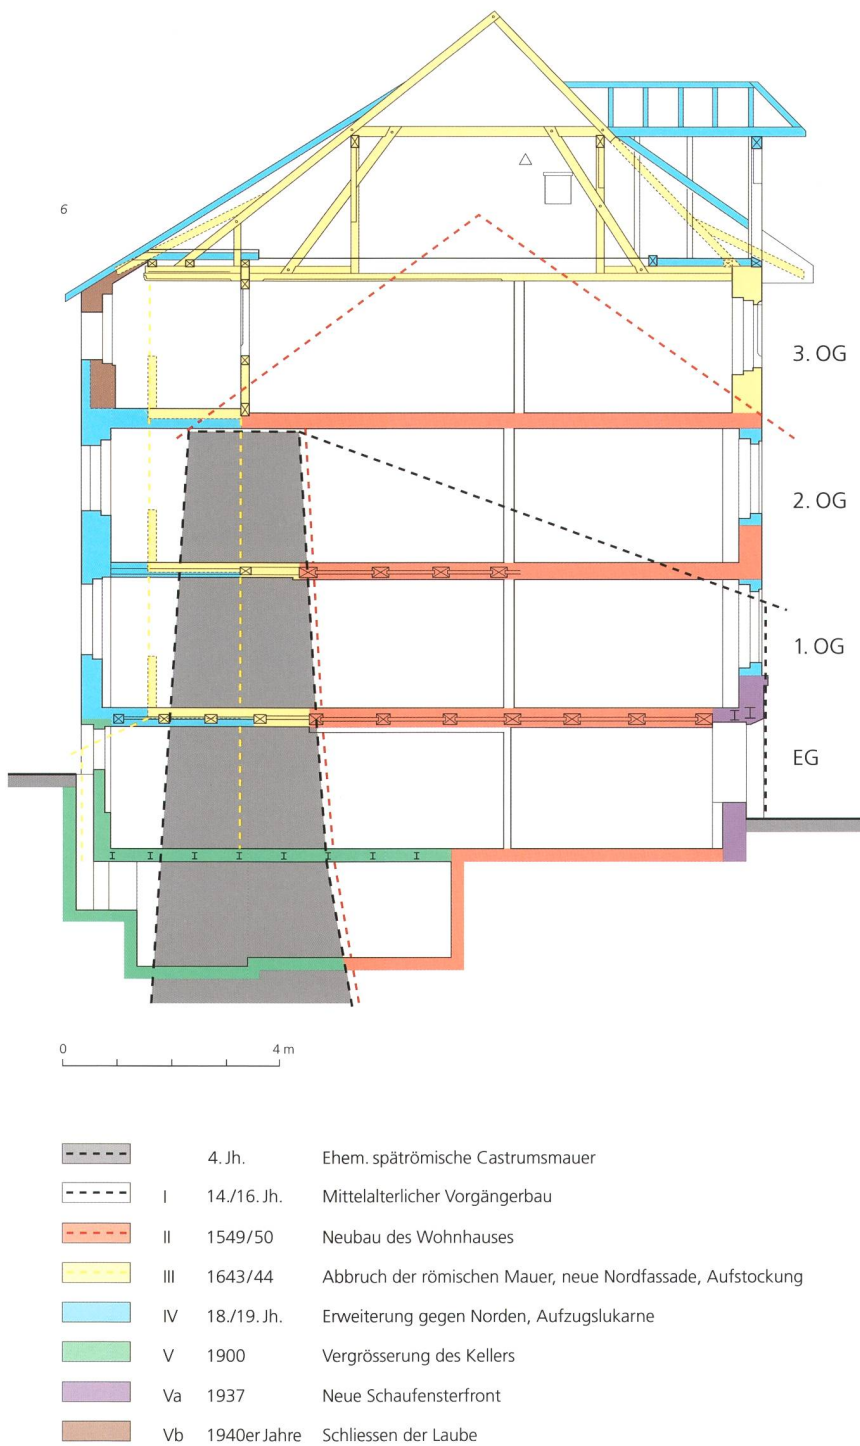 6
3. OG
2. OG
1. OG
EG
0 4 m
4. Jh. Ehem. spätrömische Castrumsmauer
I 14./16. Jh. Mittelalterlicher Vorgängerbau
II 1549/50 Neubau des Wohnhauses
III 1643/44 Abbruch der römischen Mauer, neue Nordfassade, Aufstockung
IV 18./19. Jh. Erweiterung gegen Norden, Aufzugslukarne
V 1900 Vergrösserung des Kellers
Va 1937 Neue Schaufensterfront
Vb 1940er Jahre Schliessen der Laube